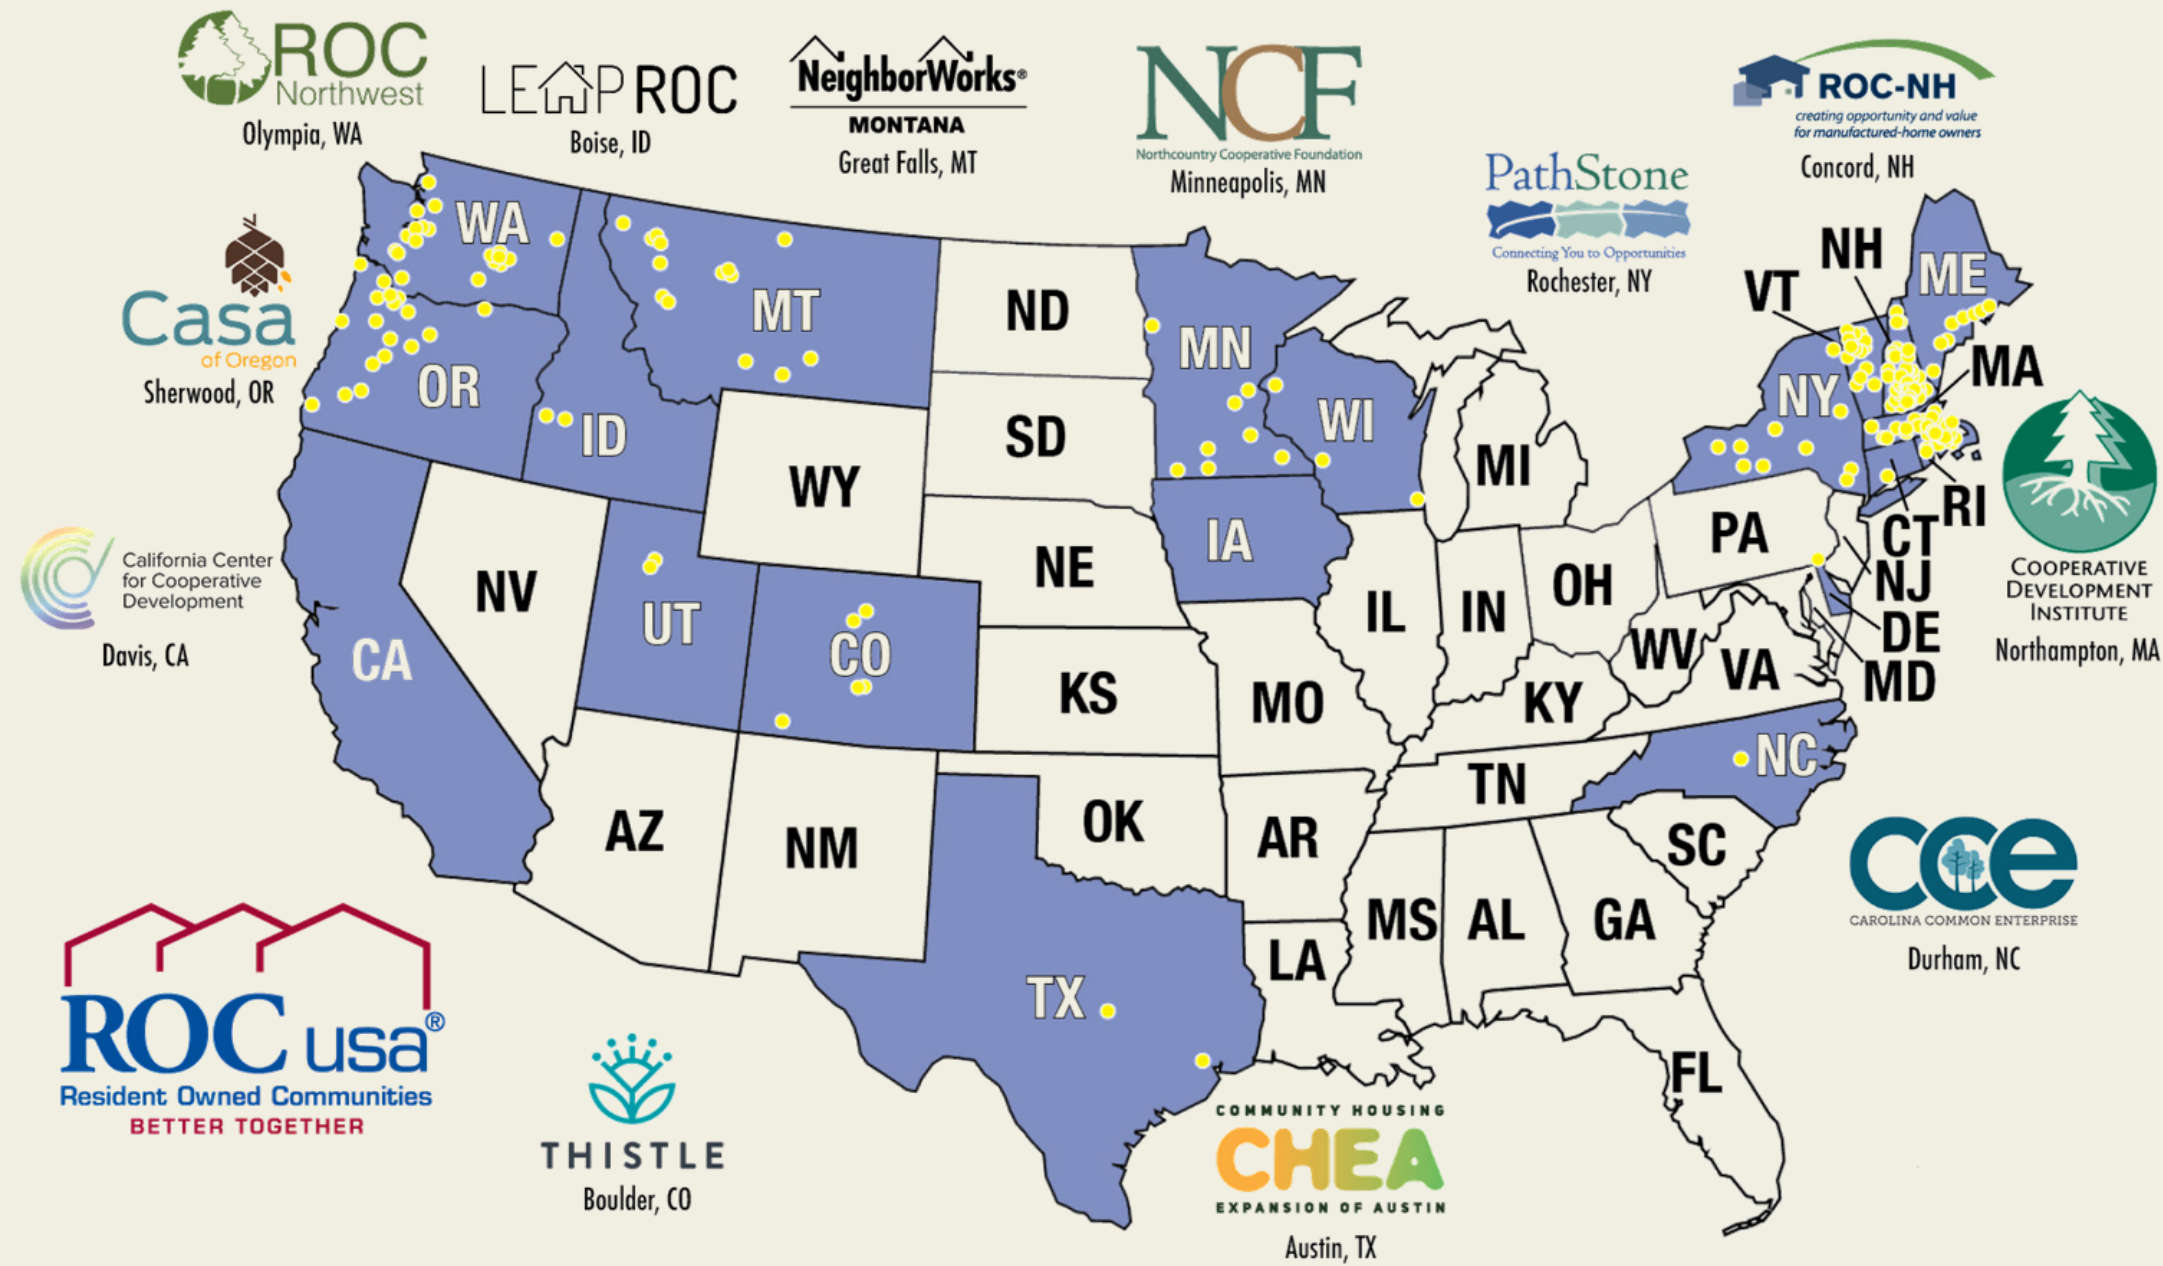 ROC
Northwest
Olympia, WA
LEAP ROC
Boise, ID
NeighborWorks®
MONTANA
Great Falls, MT
NCF
Northcountry Cooperative Foundation
Minneapolis, MN
PathStone
Connecting You to Opportunities
Rochester, NY
ROC-NH
creating opportunity and value
for manufactured-home owners
Concord, NH
Casa
of Oregon
Sherwood, OR
California Center
for Cooperative
Development
Davis, CA
WA
MT
ND
MN
VT
NH
ME
OR
ID
SD
WI
MI
NY
MA
WY
IA
PA
RI
CT
NJ
DE
MD
NV
UT
CO
NE
IL
IN
OH
WV
VA
CA
KS
MO
KY
NC
AZ
NM
OK
AR
TN
SC
TX
LA
MS
AL
GA
FL
COOPERATIVE
DEVELOPMENT
INSTITUTE
Northampton, MA
cce
CAROLINA COMMON ENTERPRISE
Durham, NC
ROC usa®
Resident Owned Communities
BETTER TOGETHER
THISTLE
Boulder, CO
COMMUNITY HOUSING
CHEA
EXPANSION OF AUSTIN
Austin, TX